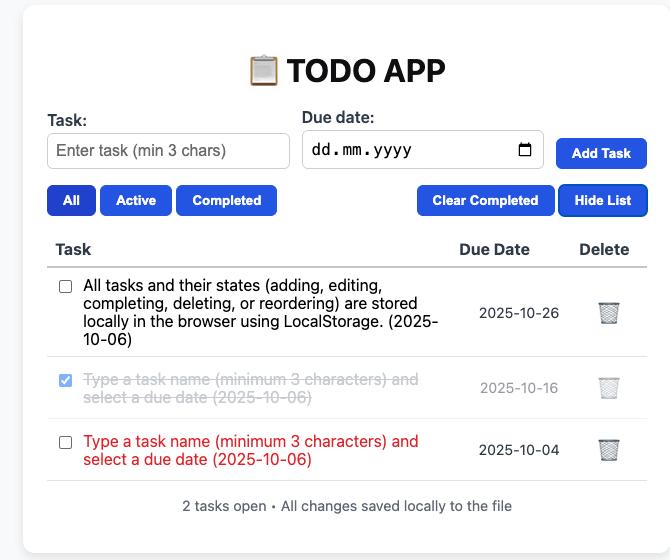 TODO APP
Task:
Due date:
Enter task (min 3 chars)
dd.mm.yyyy
Add Task
All
Active
Completed
Clear Completed
Hide List
Task
Due Date
Delete
All tasks and their states (adding, editing,
completing, deleting, or reordering) are stored
locally in the browser using LocalStorage. (2025-
10-06)
2025-10-26
Type a task name (minimum 3 characters) and
select a due date (2025-10-06)
2025-10-16
Type a task name (minimum 3 characters) and
select a due date (2025-10-06)
2025-10-04
2 tasks open • All changes saved locally to the file